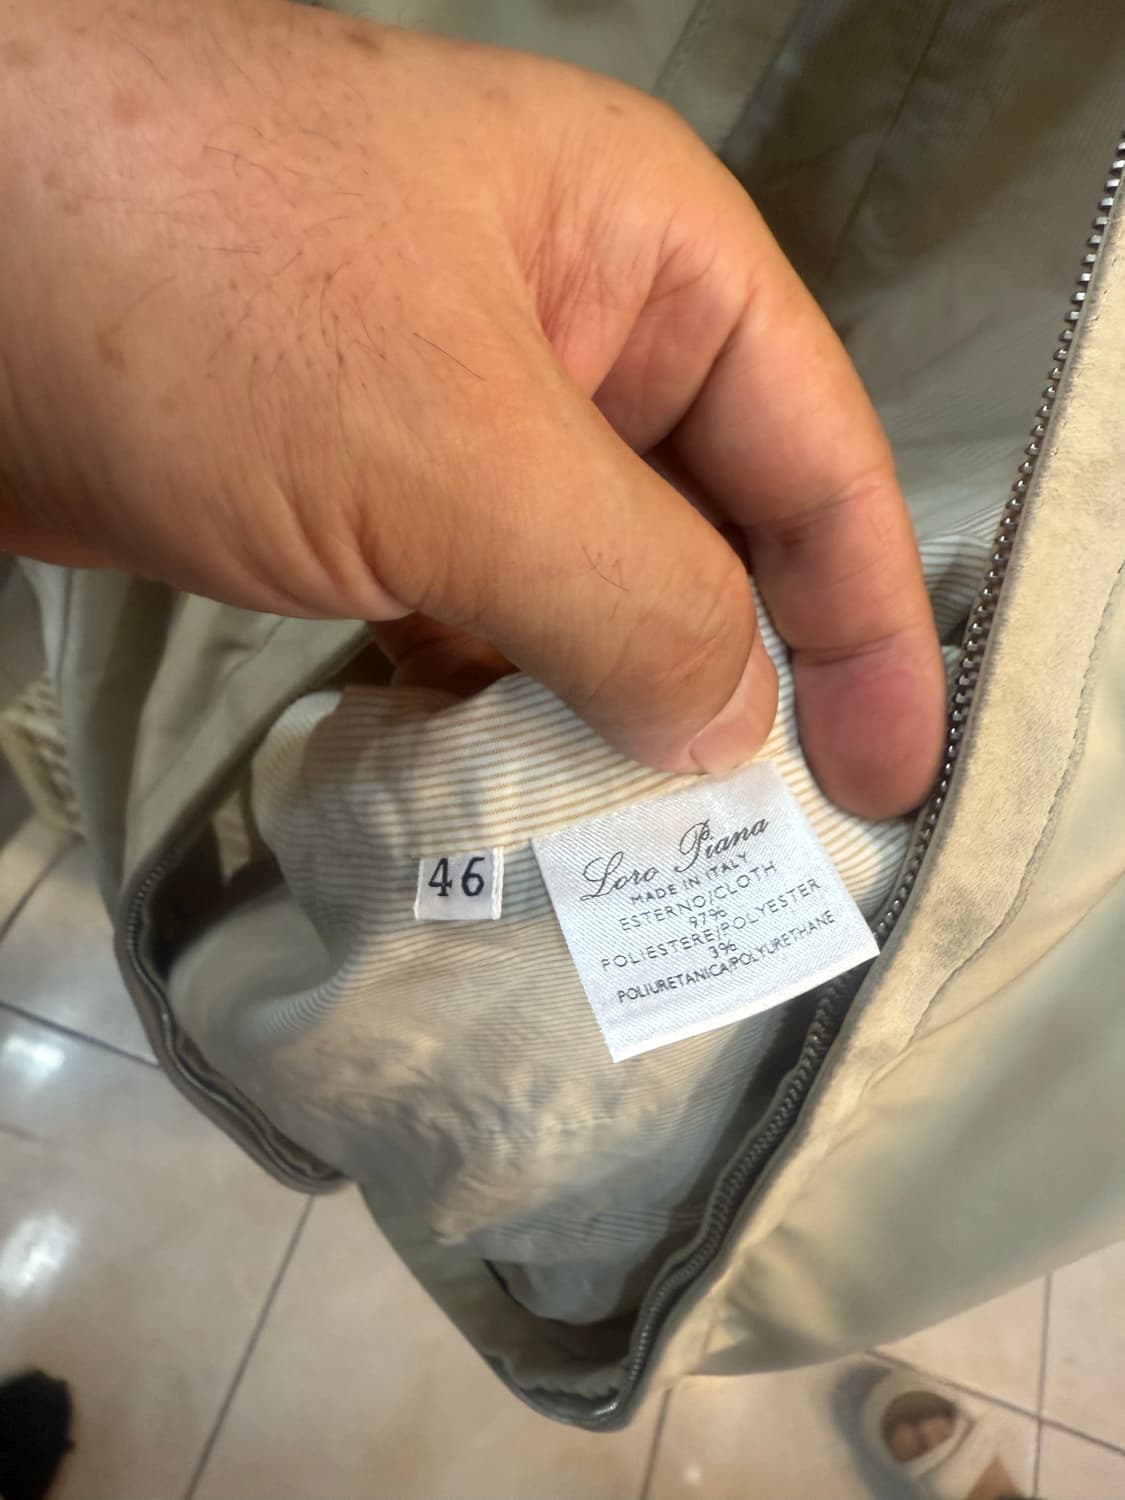 46
Loro Piana
MADE IN ITALY
ESTERNO/CLOTH
97%
POLIESTERE/POLYESTER
3%
POLIURETANICA/POLYURETHANE